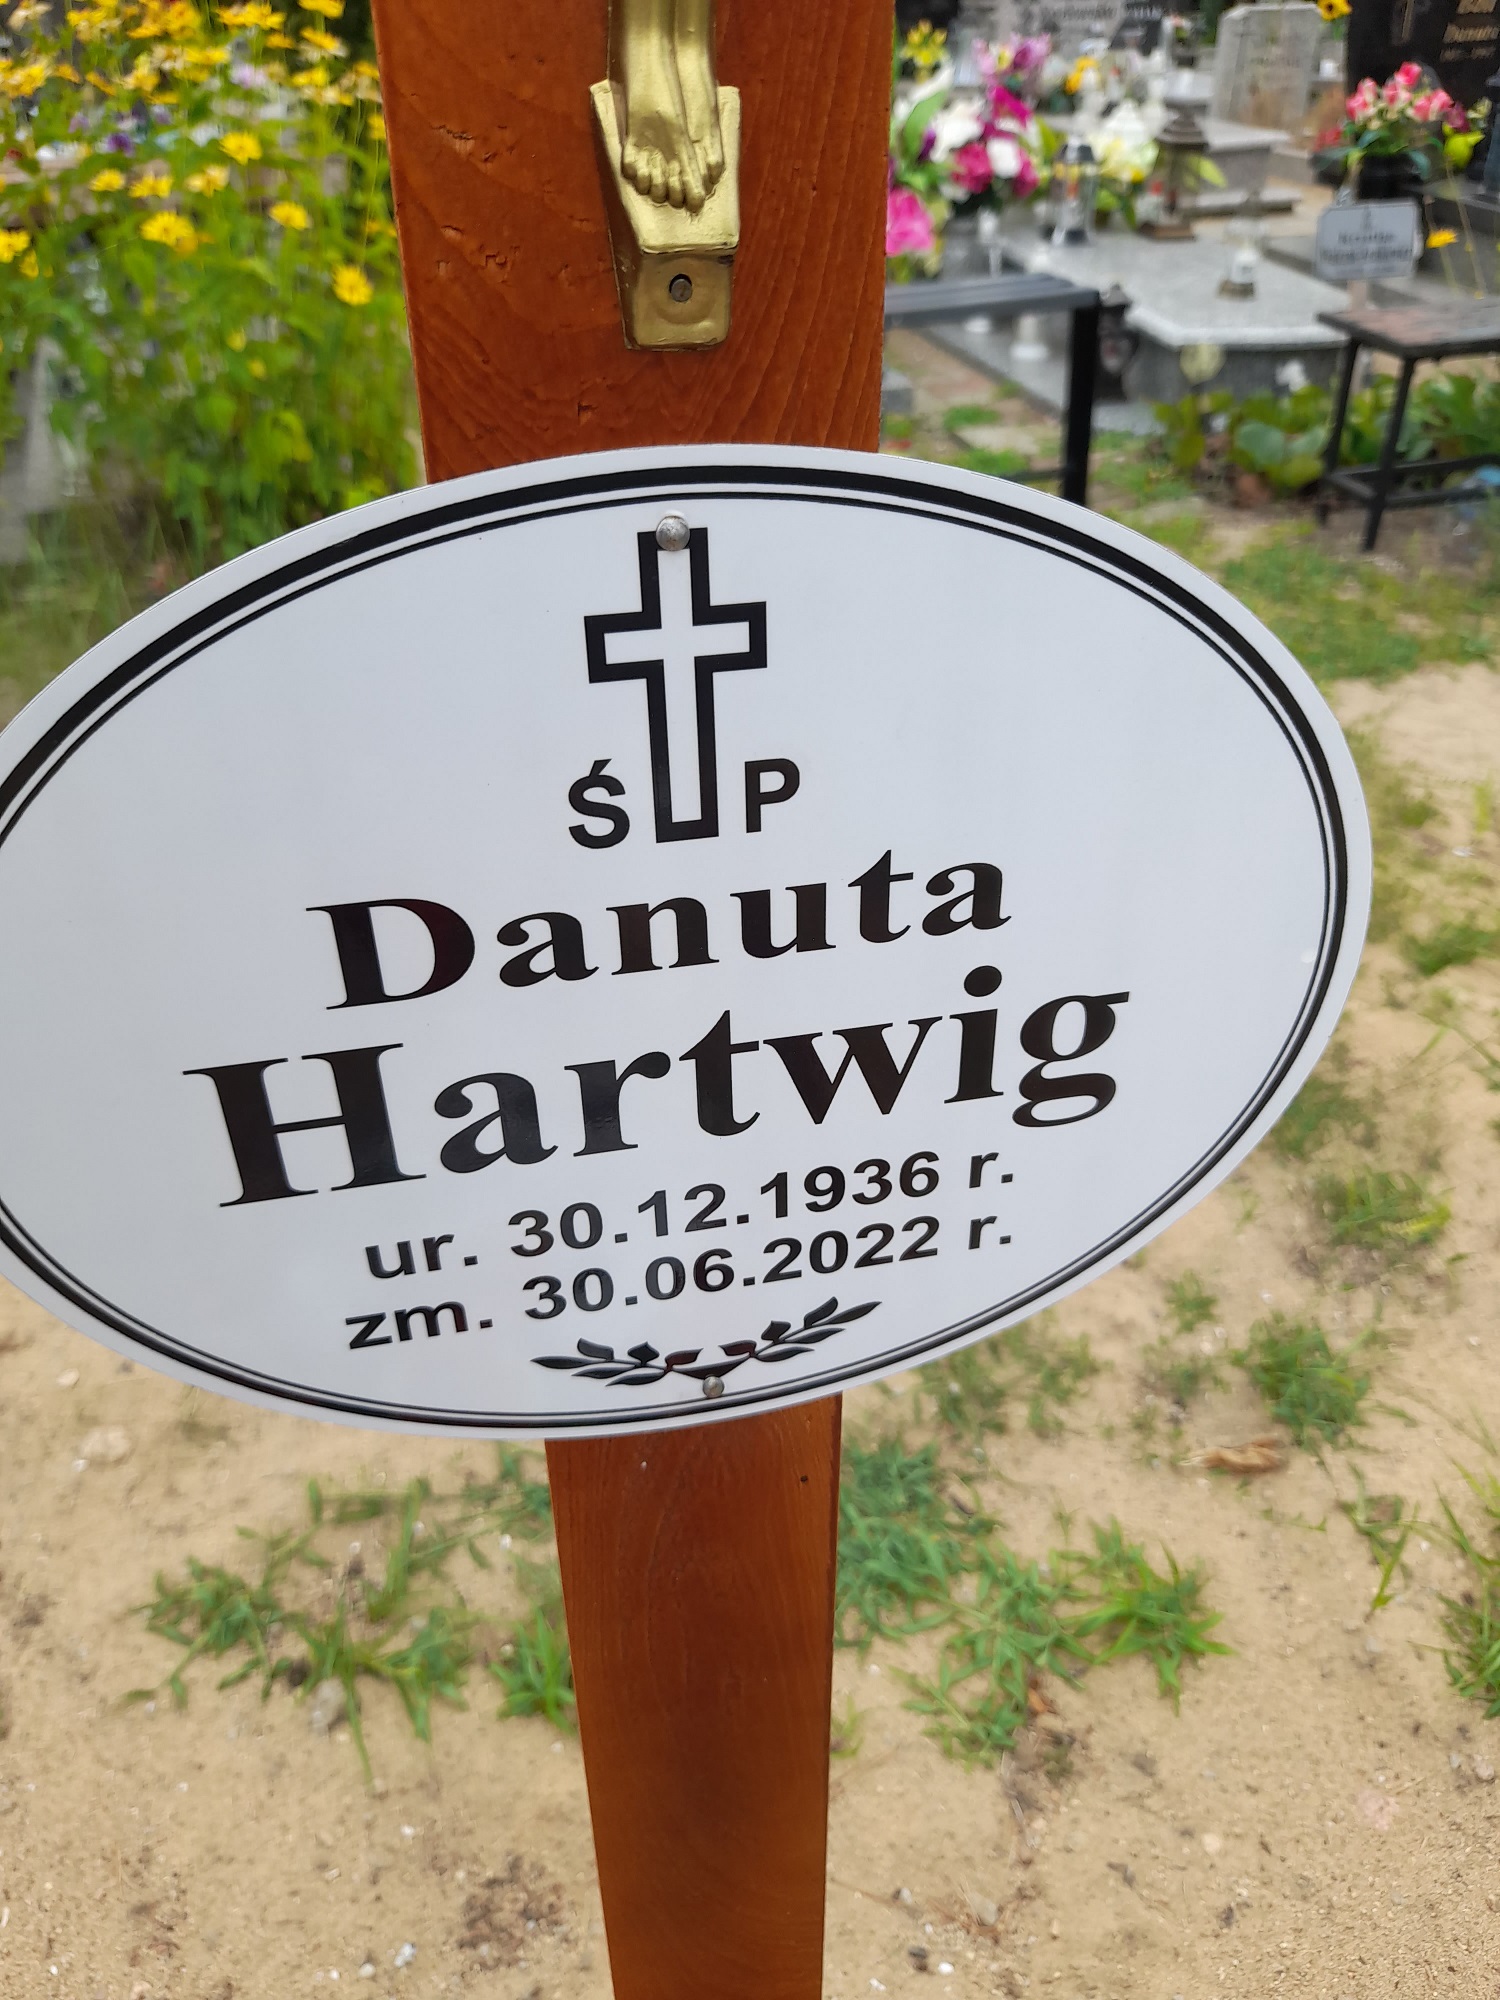 Ś P
Danuta
Hartwig
ur. 30.12.1936 r.
zm. 30.06.2022 r.